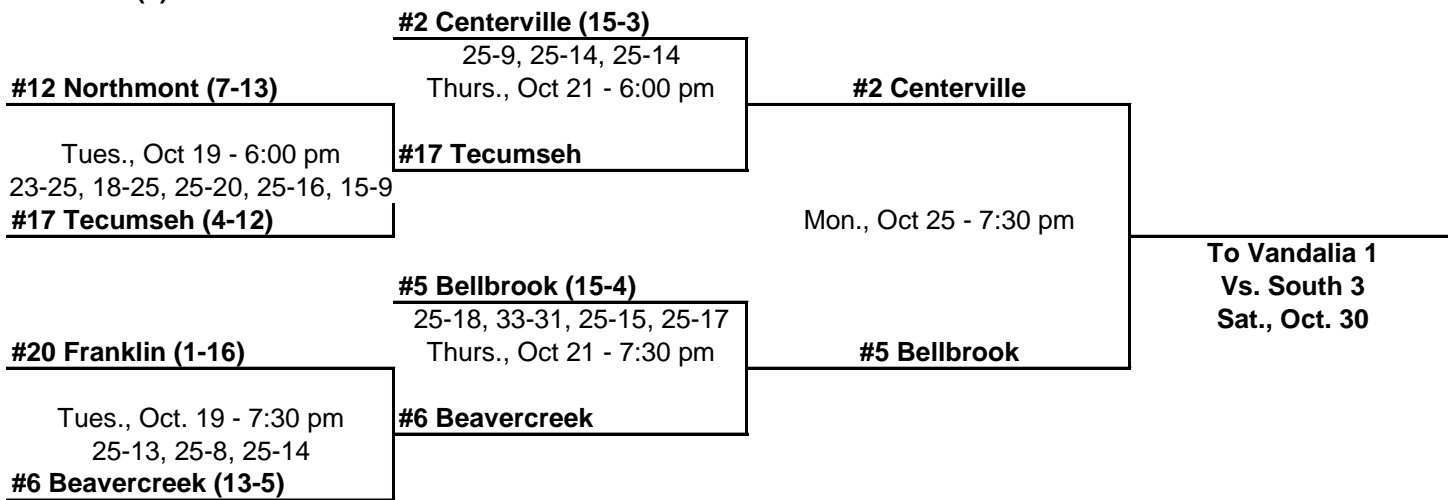 #2 Centerville (15-3)
25-9, 25-14, 25-14
#12 Northmont (7-13)
Thurs., Oct 21 - 6:00 pm
#2 Centerville
Tues., Oct 19 - 6:00 pm
#17 Tecumseh
23-25, 18-25, 25-20, 25-16, 15-9
#17 Tecumseh (4-12)
Mon., Oct 25 - 7:30 pm
To Vandalia 1
Vs. South 3
Sat., Oct. 30
#5 Bellbrook (15-4)
25-18, 33-31, 25-15, 25-17
#20 Franklin (1-16)
Thurs., Oct 21 - 7:30 pm
#5 Bellbrook
Tues., Oct. 19 - 7:30 pm
#6 Beavercreek
25-13, 25-8, 25-14
#6 Beavercreek (13-5)